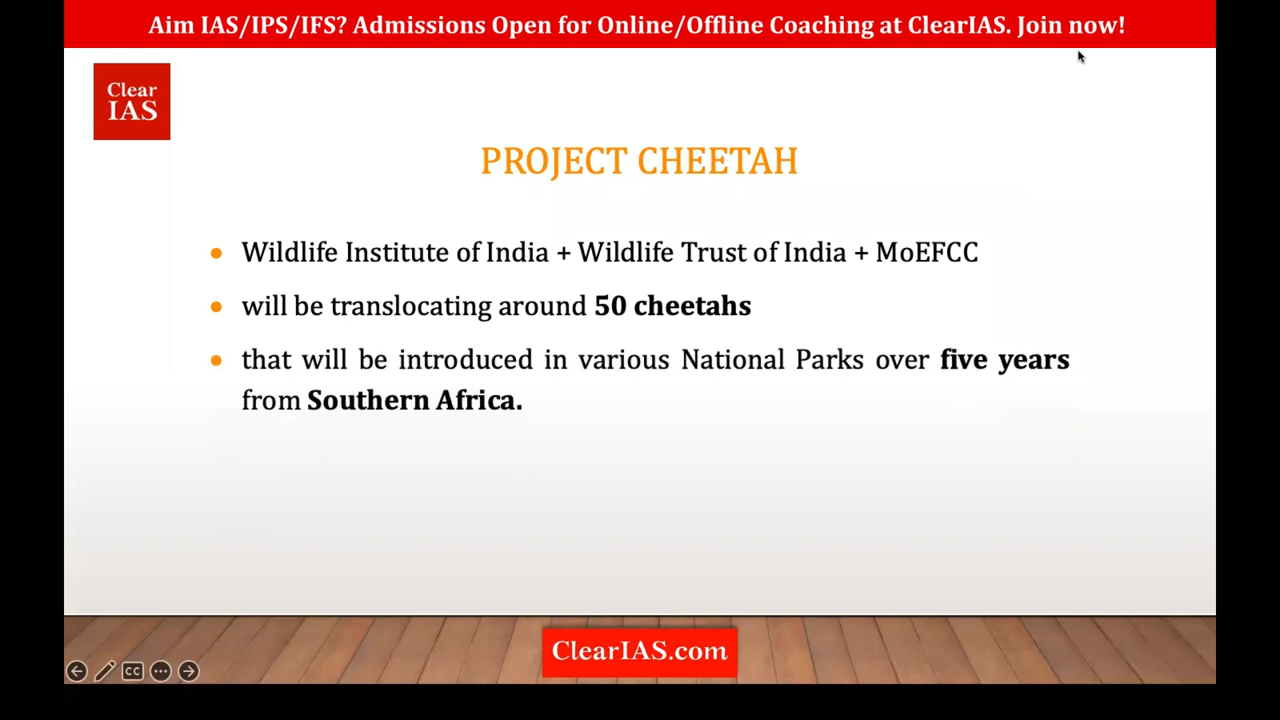 Aim IAS/IPS/IFS? Admissions Open for Online/Offline Coaching at ClearIAS. Join now!
Clear
IAS
PROJECT CHEETAH
• Wildlife Institute of India + Wildlife Trust of India + MoEFCC
• will be translocating around 50 cheetahs
• that will be introduced in various National Parks over five years
from Southern Africa.
ClearIAS.com
CC